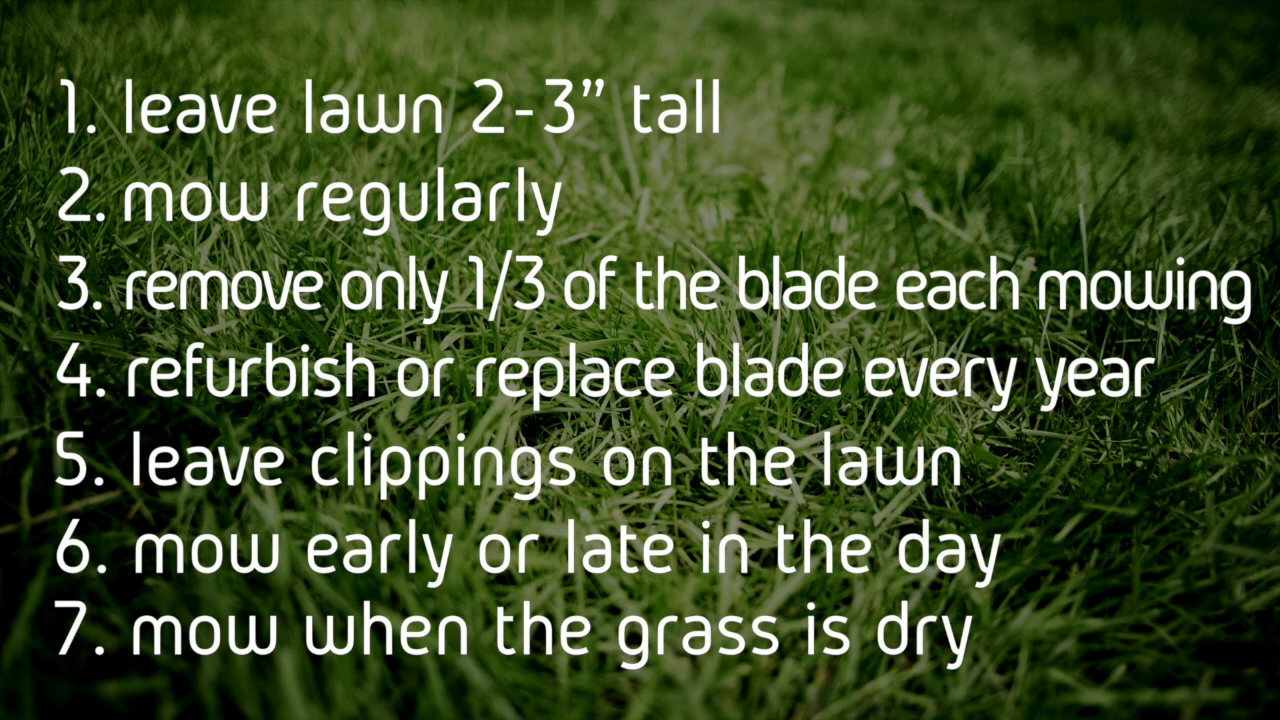 1. leave lawn 2-3” tall
2. mow regularly
3. remove only 1/3 of the blade each mowing
4. refurbish or replace blade every year
5. leave clippings on the lawn
6. mow early or late in the day
7. mow when the grass is dry